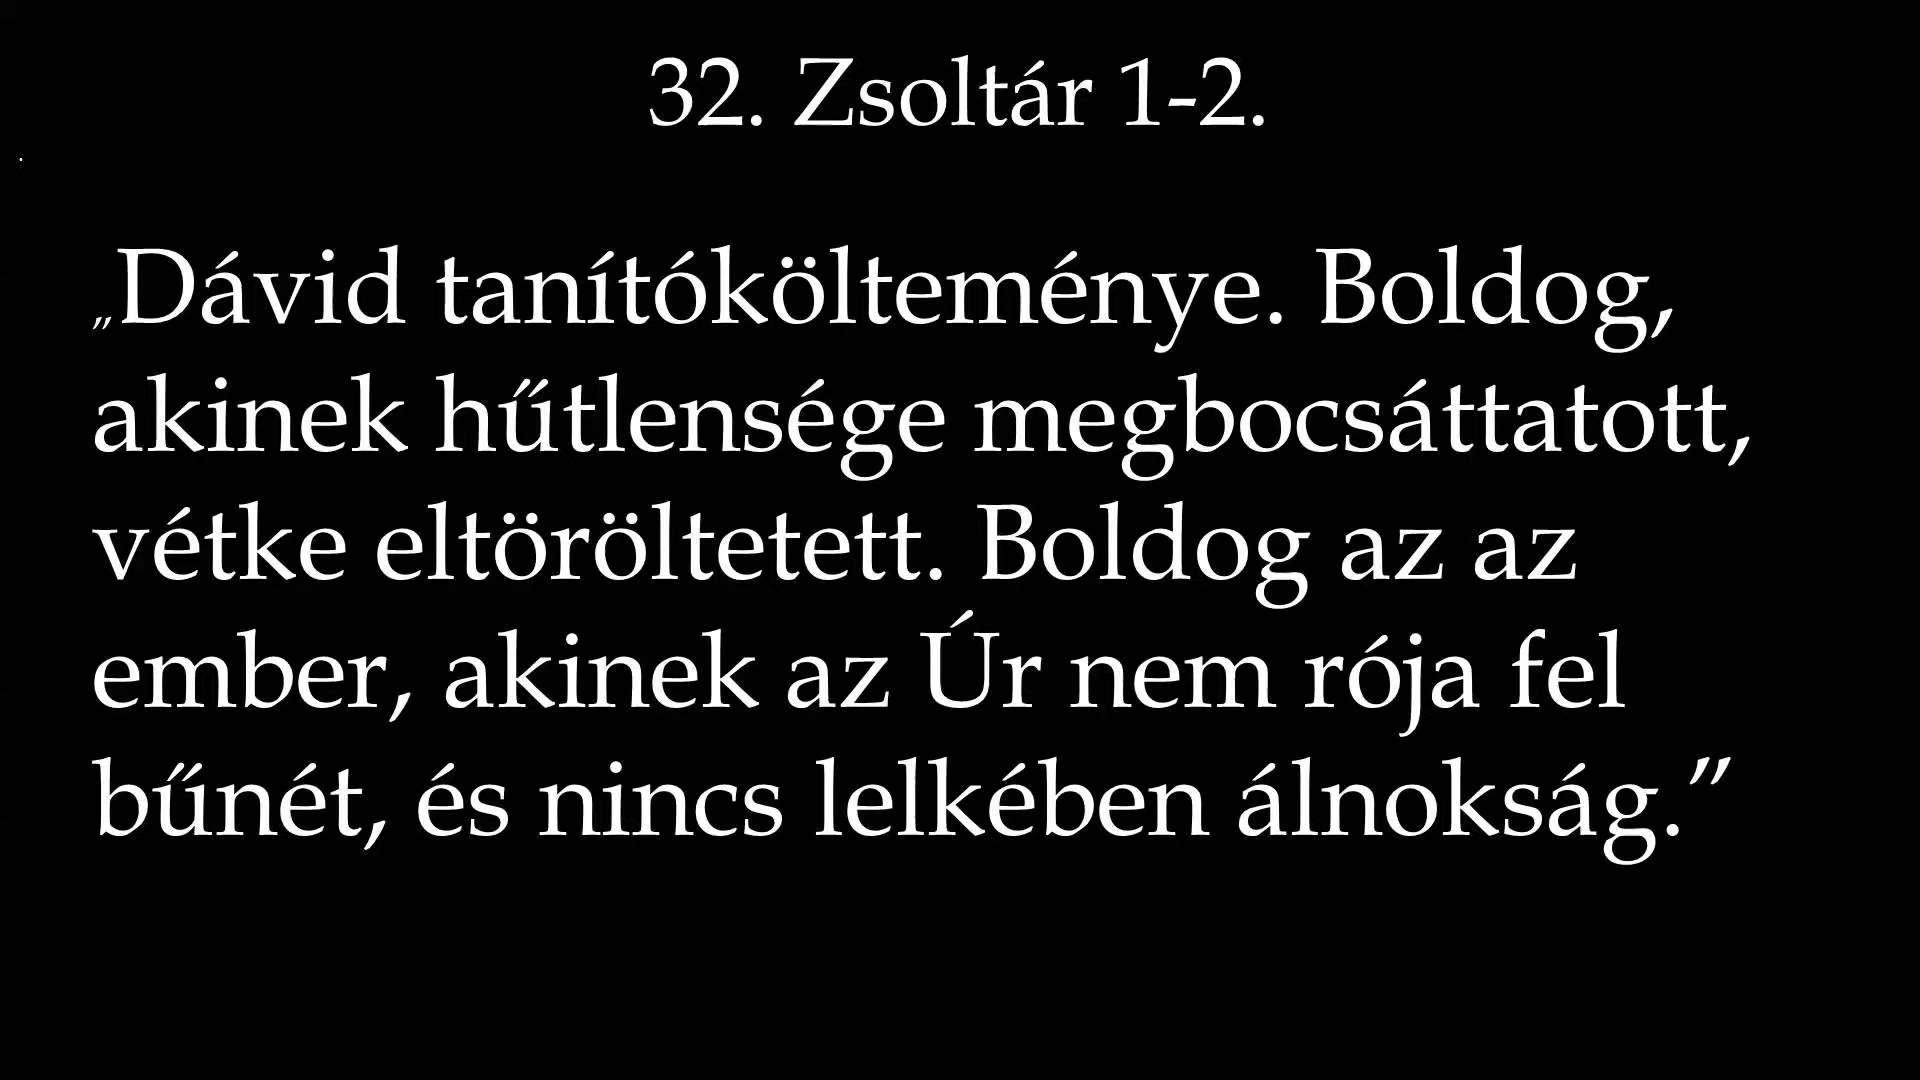 32. Zsoltár 1-2.
„Dávid tanítókölteménye. Boldog,
akinek hűtlensége megbocsáttatott,
vétke eltöröltetett. Boldog az az
ember, akinek az Úr nem rója fel
bűnét, és nincs lelkében álnokság.”